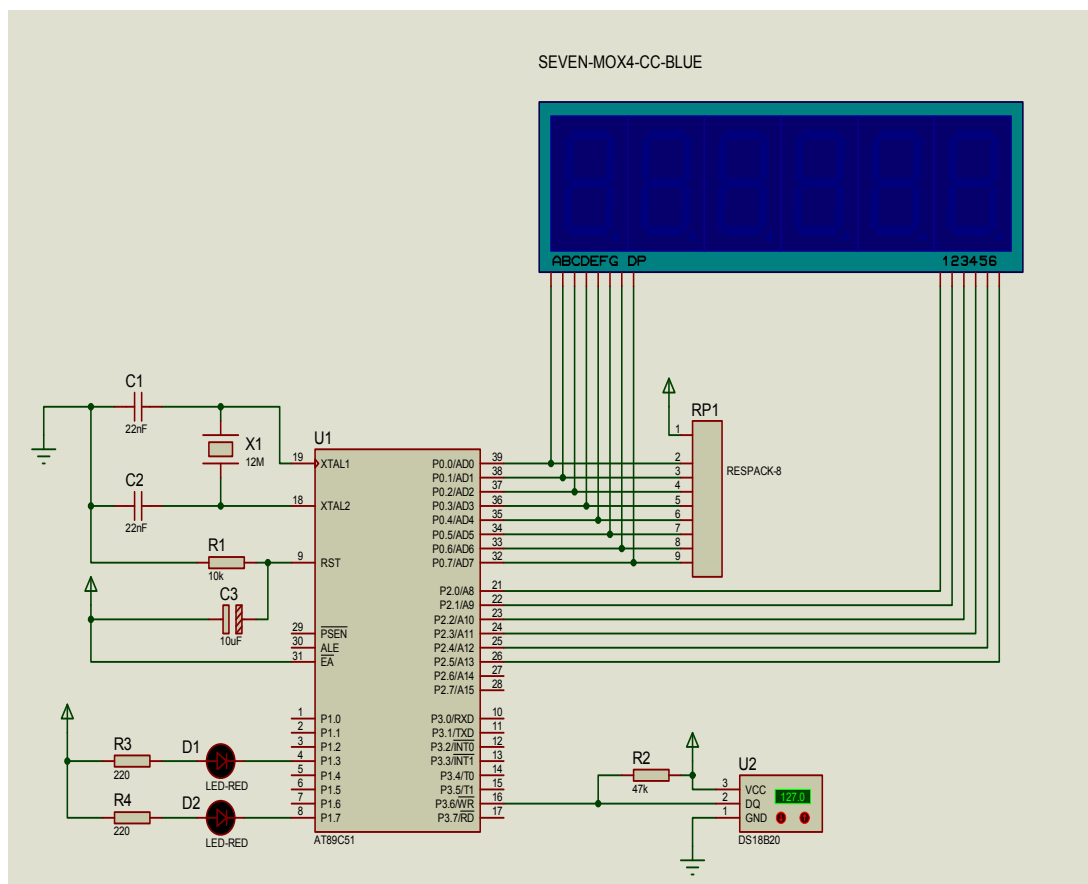 SEVEN-MOX4-CC-BLUE
ABCDEFG DP
123456
C1
22nF
X1
12M
C2
22nF
R1
10k
C3
10uF
U1
19 XTAL1
18 XTAL2
9 RST
29 PSEN
30 ALE
31 EA
1 P1.0
2 P1.1
3 P1.2
4 P1.3
5 P1.4
6 P1.5
7 P1.6
8 P1.7
P0.0/AD0 39
P0.1/AD1 38
P0.2/AD2 37
P0.3/AD3 36
P0.4/AD4 35
P0.5/AD5 34
P0.6/AD6 33
P0.7/AD7 32
P2.0/A8 21
P2.1/A9 22
P2.2/A10 23
P2.3/A11 24
P2.4/A12 25
P2.5/A13 26
P2.6/A14 27
P2.7/A15 28
P3.0/RXD 10
P3.1/TXD 11
P3.2/INT0 12
P3.3/INT1 13
P3.4/T0 14
P3.5/T1 15
P3.6/WR 16
P3.7/RD 17
AT89C51
RP1
1
2
3
4
5
6
7
8
9
RESPACK-8
R3
220
D1
LED-RED
R4
220
D2
LED-RED
R2
47k
U2
3 VCC
2 DQ
1 GND
127.0
DS18B20